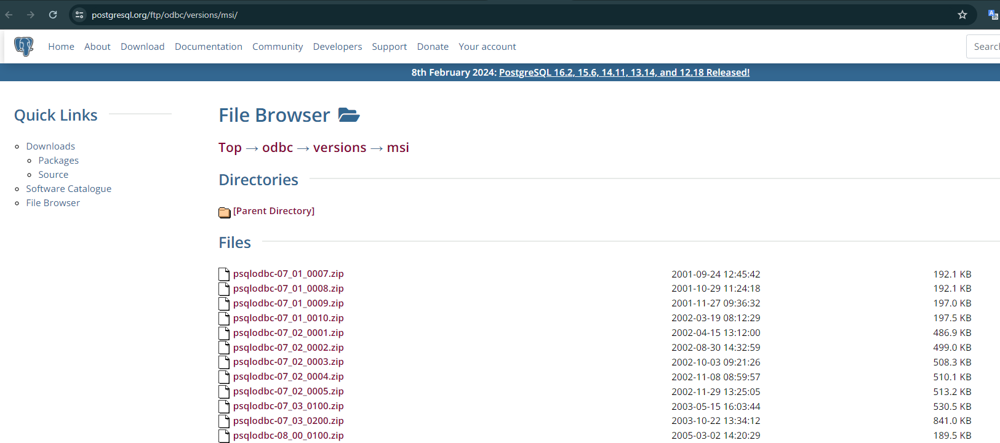 postgresql.org/ftp/odbc/versions/msi/
Home About Download Documentation Community Developers Support Donate Your account
Search
8th February 2024: PostgreSQL 16.2, 15.6, 14.11, 13.14, and 12.18 Released!
Quick Links
Downloads
Packages
Source
Software Catalogue
File Browser
File Browser
Top → odbc → versions → msi
Directories
[Parent Directory]
Files
psqlodbc-07_01_0007.zip 2001-09-24 12:45:42 192.1 KB
psqlodbc-07_01_0008.zip 2001-10-29 11:24:18 192.1 KB
psqlodbc-07_01_0009.zip 2001-11-27 09:36:32 197.0 KB
psqlodbc-07_01_0010.zip 2002-03-19 08:12:29 197.5 KB
psqlodbc-07_02_0001.zip 2002-04-15 13:12:00 486.9 KB
psqlodbc-07_02_0002.zip 2002-08-30 14:32:59 499.0 KB
psqlodbc-07_02_0003.zip 2002-10-03 09:21:26 508.3 KB
psqlodbc-07_02_0004.zip 2002-11-08 08:59:57 510.1 KB
psqlodbc-07_02_0005.zip 2002-11-29 13:25:05 513.2 KB
psqlodbc-07_03_0100.zip 2003-05-15 16:03:44 530.5 KB
psqlodbc-07_03_0200.zip 2003-10-22 13:34:12 841.0 KB
psqlodbc-08_00_0100.zip 2005-03-02 14:20:29 189.5 KB